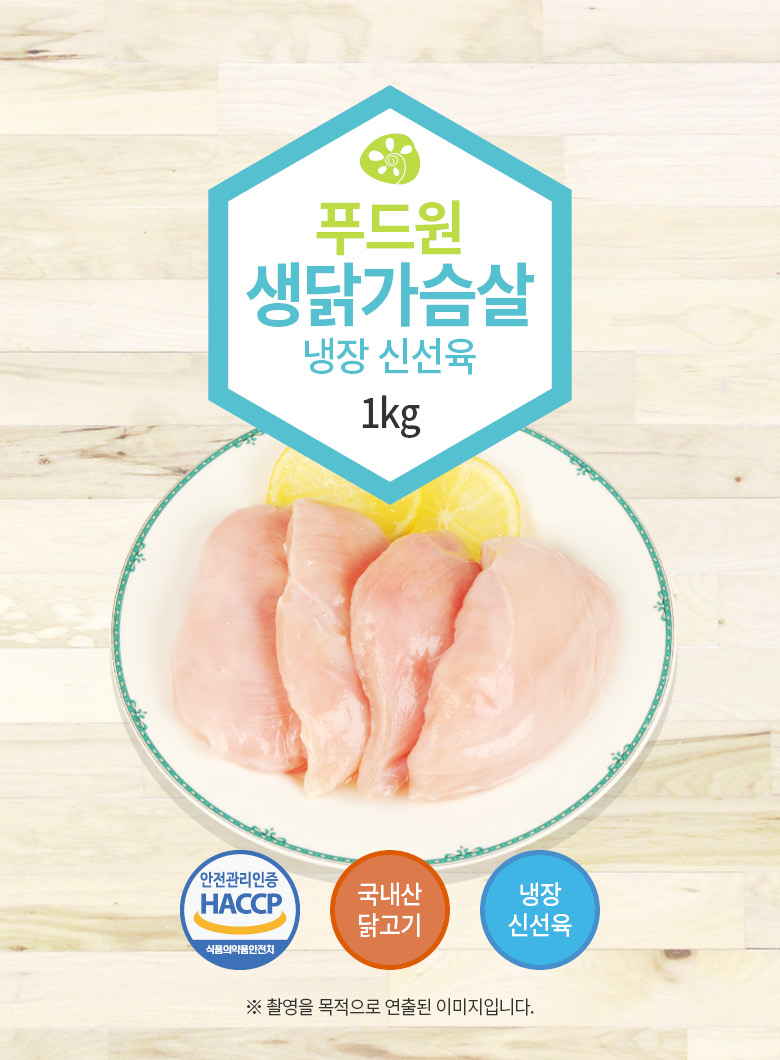 푸드원
생닭가슴살
냉장 신선육
1kg
안전관리인증
HACCP
식품의약품안전처
국내산
닭고기
냉장
신선육
※ 촬영을 목적으로 연출된 이미지입니다.